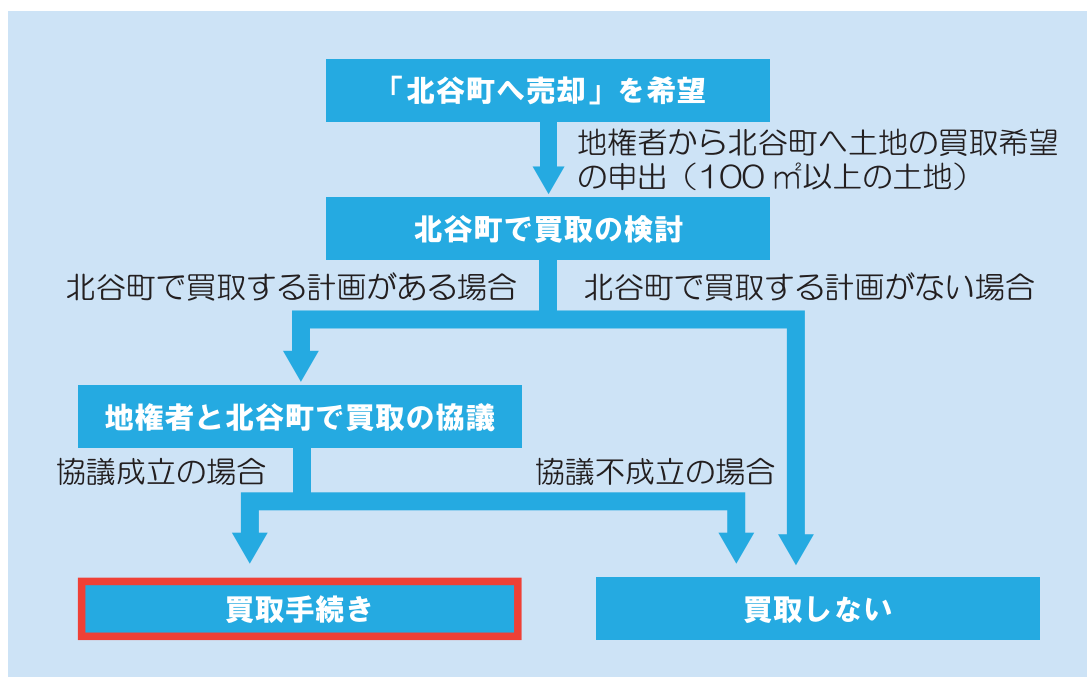 「北谷町へ売却」を希望
地権者から北谷町へ土地の買取希望
の申出（100㎡以上の土地）
北谷町で買取の検討
北谷町で買取する計画がある場合
北谷町で買取する計画がない場合
地権者と北谷町で買取の協議
協議成立の場合
協議不成立の場合
買取手続き
買取しない